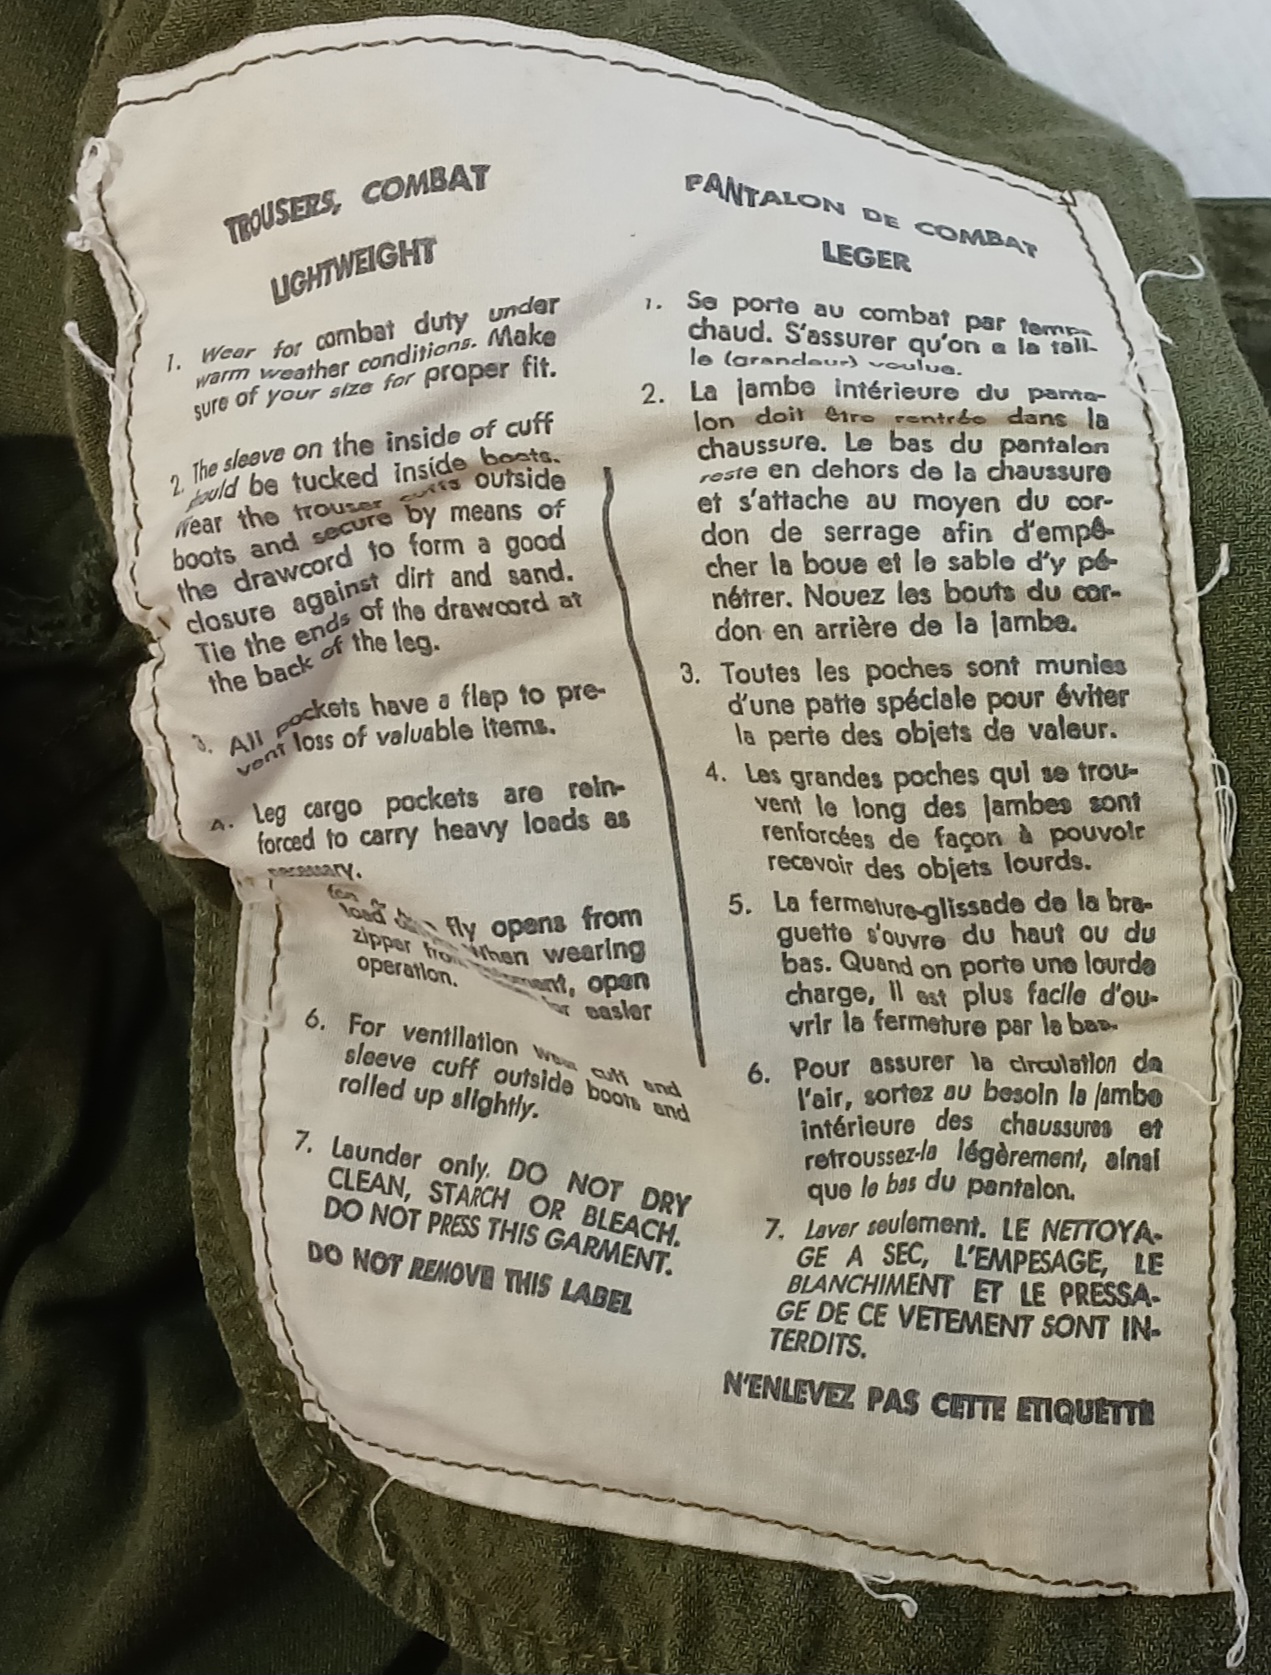 TROUSERS, COMBAT
LIGHTWEIGHT
1. Wear for combat duty under
warm weather conditions. Make
sure of your size for proper fit.
2. The sleeve on the inside of cuff
should be tucked inside boots.
Wear the trouser cuffs outside
boots and secure by means of
the drawcord to form a good
closure against dirt and sand.
Tie the ends of the drawcord at
the back of the leg.
3. All pockets have a flap to pre-
vent loss of valuable items.
4. Leg cargo pockets are rein-
forced to carry heavy loads as
necessary.
fly opens from
When wearing
load open
zipper from for easier
operation.
6. For ventilation wear cuff and
sleeve cuff outside boots and
rolled up slightly.
7. Launder only. DO NOT DRY
CLEAN, STARCH OR BLEACH.
DO NOT PRESS THIS GARMENT.
DO NOT REMOVE THIS LABEL
PANTALON DE COMBAT
LEGER
1. Se porte au combat par temps
chaud. S'assurer qu'on a la tail-
le (grandeur) voulue.
2. La jambe intérieure du panta-
lon doit être rentrée dans la
chaussure. Le bas du pantalon
reste en dehors de la chaussure
et s'attache au moyen du cor-
don de serrage afin d'empê-
cher la boue et le sable d'y pé-
nétrer. Nouez les bouts du cor-
don en arrière de la jambe.
3. Toutes les poches sont munies
d'une patte spéciale pour éviter
la perte des objets de valeur.
4. Les grandes poches qui se trou-
vent le long des jambes sont
renforcées de façon à pouvoir
recevoir des objets lourds.
5. La fermeture-glissade de la bra-
guette s'ouvre du haut ou du
bas. Quand on porte une lourde
charge, il est plus facile d'ou-
vrir la fermeture par le bas.
6. Pour assurer la circulation de
l'air, sortez au besoin la jambe
intérieure des chaussures et
retroussez-la légèrement, ainsi
que le bas du pantalon.
7. Laver seulement. LE NETTOYA-
GE A SEC, L'EMPESAGE, LE
BLANCHIMENT ET LE PRESSA-
GE DE CE VETEMENT SONT IN-
TERDITS.
N'ENLEVEZ PAS CETTE ETIQUETTE